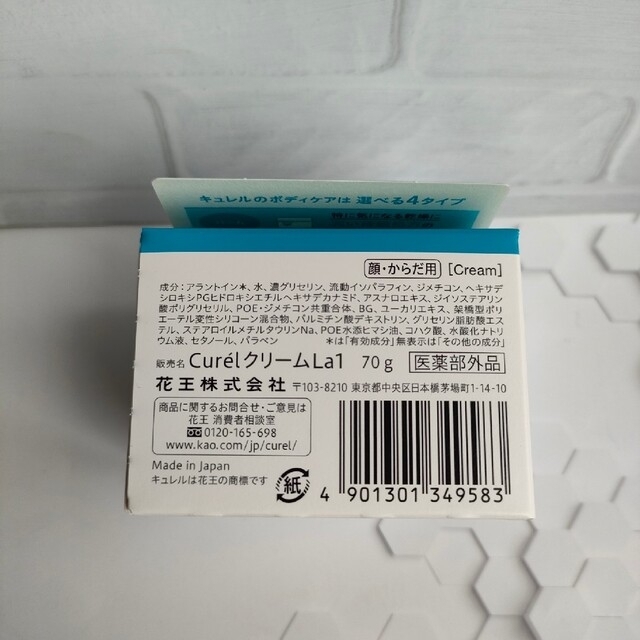 キュレルのボディケアは 選べる4タイプ
特に気になる乾燥に
顔・からだ用 [Cream]
成分：アラントイン＊、水、濃グリセリン、流動イソパラフィン、ジメチコン、ヘキサデ
シロキシPGヒドロキシエチルヘキサデカナミド、アスナロエキス、ジイソステアリン
酸ポリグリセリル、POE・ジメチコン共重合体、BG、ユーカリエキス、架橋型ポリ
エーテル変性シリコーン混合物、パルミチン酸デキストリン、グリセリン脂肪酸エス
テル、ステアロイルメチルタウリンNa、POE水添ヒマシ油、コハク酸、水酸化ナトリ
ウム液、セタノール、パラベン ＊は「有効成分」無表示は「その他の成分」
販売名 CurélクリームLa1 70g 医薬部外品
花王株式会社 〒103-8210 東京都中央区日本橋茅場町1-14-10
商品に関するお問合せ・ご意見は
花王 消費者相談室
0120-165-698
www.kao.com/jp/curel/
Made in Japan
キュレルは花王の商標です
紙
4 901301 349583